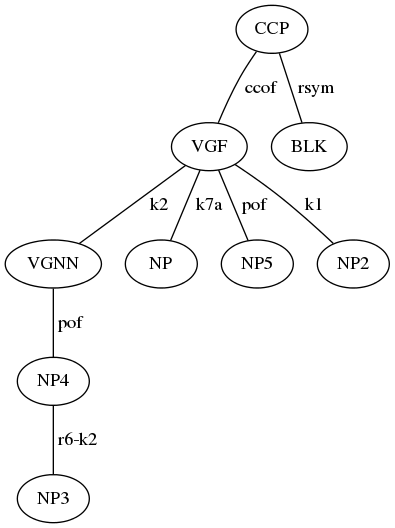 CCP
ccof rsym
VGF BLK
k2 k7a pof k1
VGNN NP NP5 NP2
pof
NP4
r6-k2
NP3